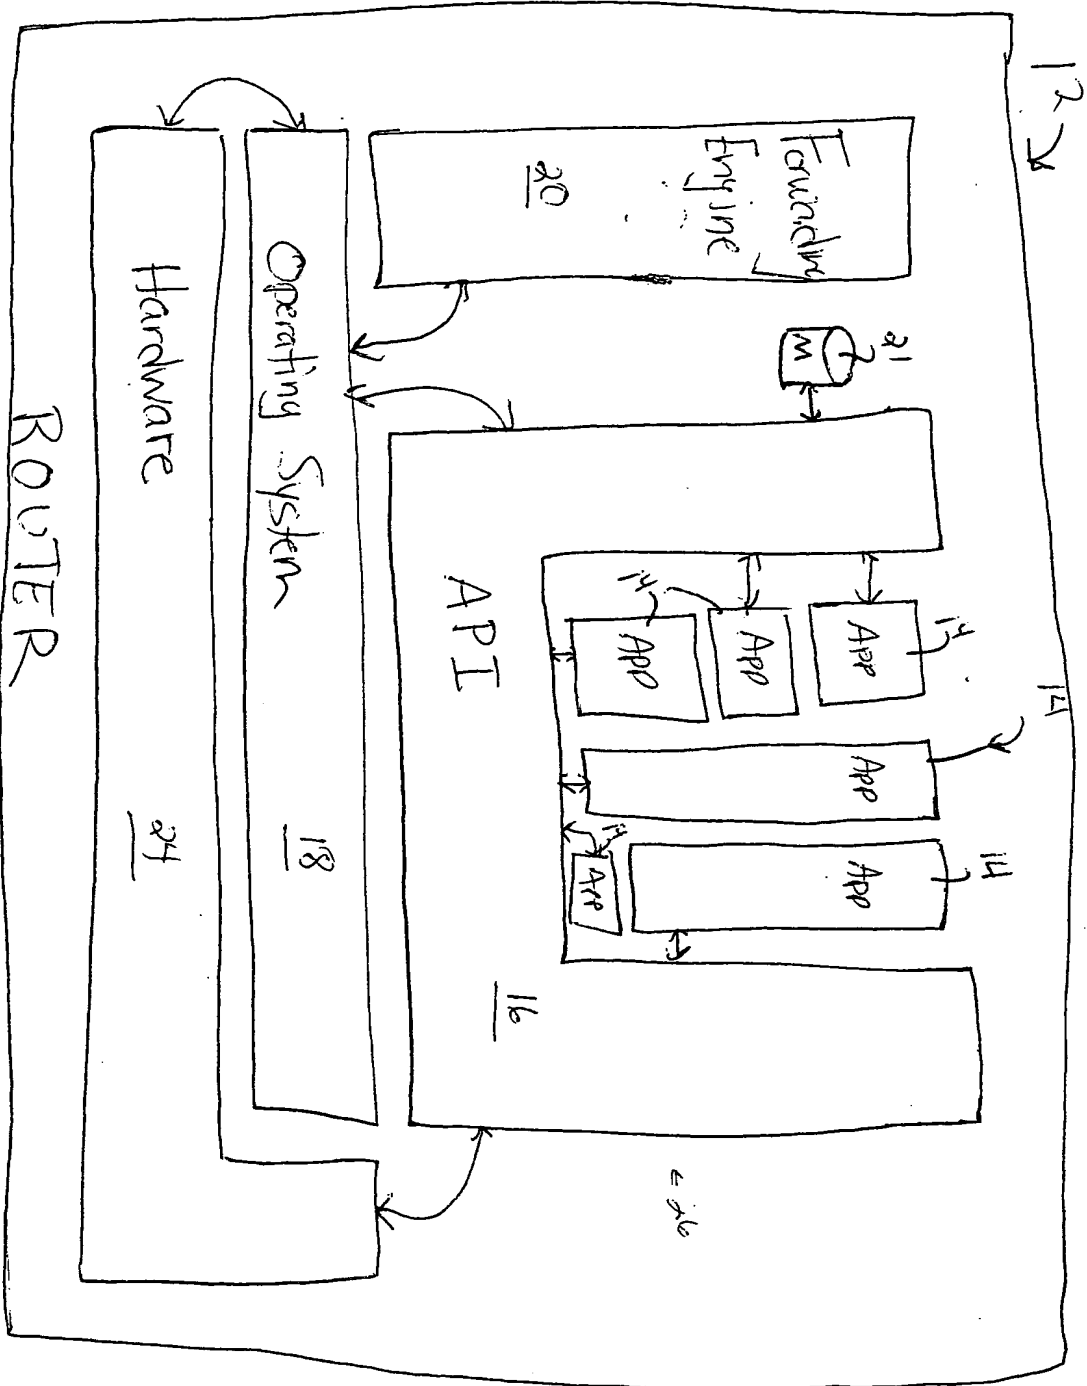 12
Forwarding
Engine
20
21
M
14
App
14
App
App
14
14
App
14
App
14
App
API
16
26
Operating System
18
Hardware
24
ROUTER